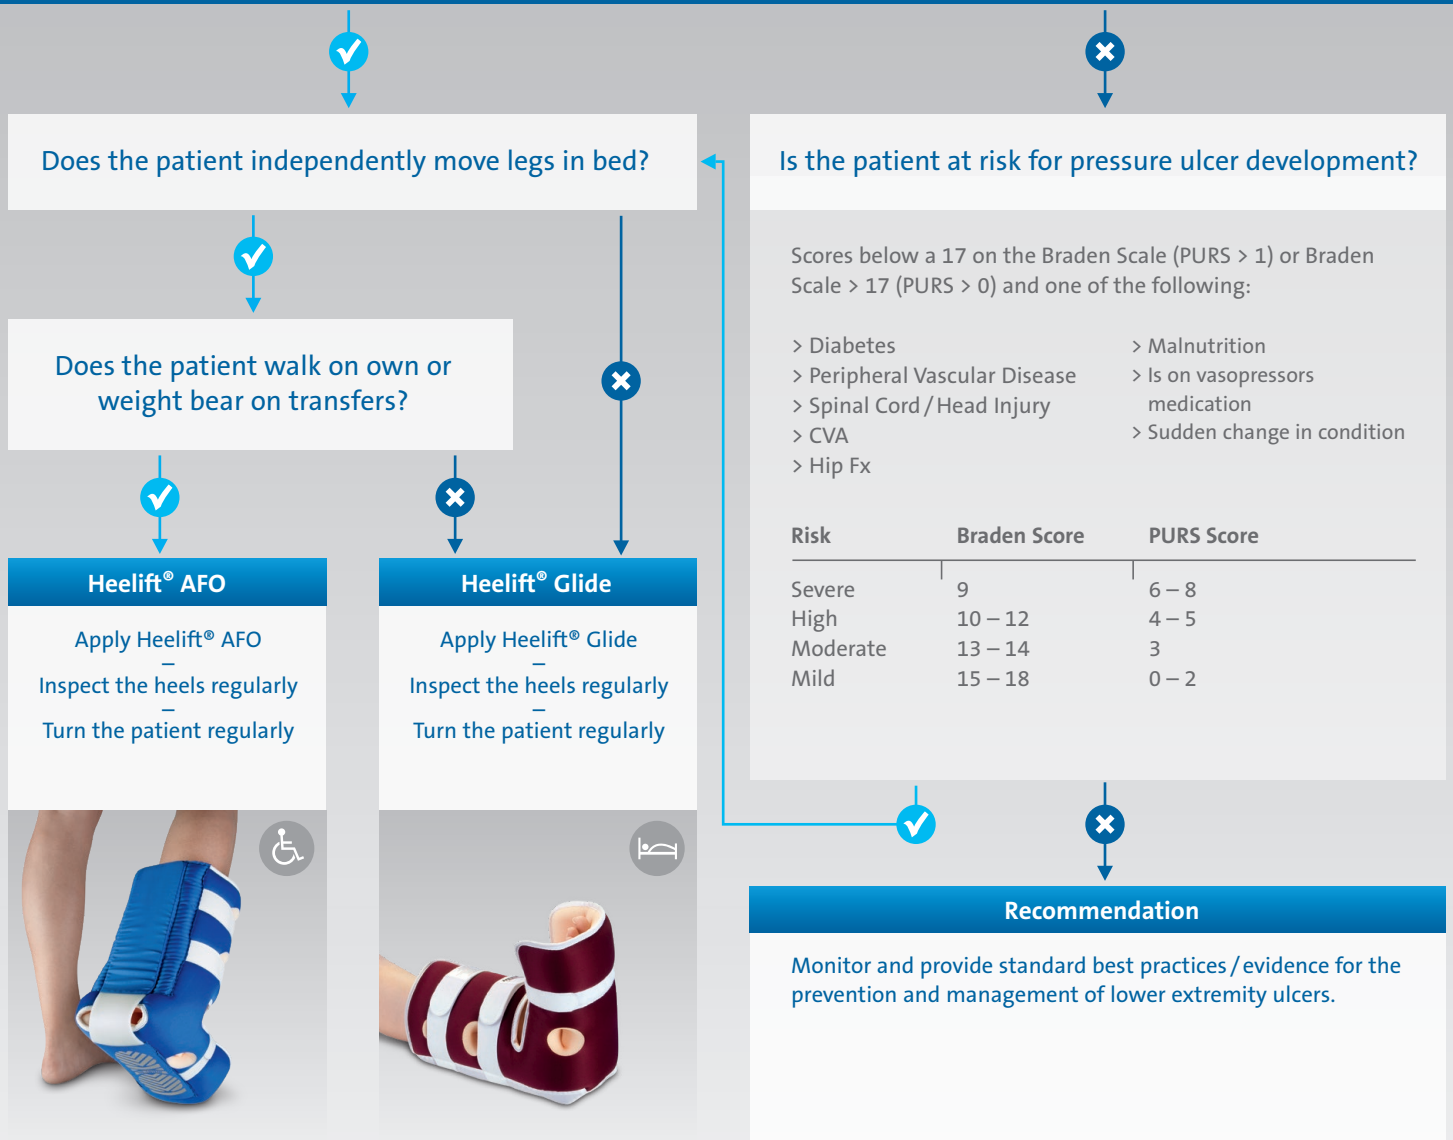 Does the patient independently move legs in bed?
Does the patient walk on own or
weight bear on transfers?
Heelift® AFO
Apply Heelift® AFO
–
Inspect the heels regularly
–
Turn the patient regularly
Heelift® Glide
Apply Heelift® Glide
–
Inspect the heels regularly
–
Turn the patient regularly
Is the patient at risk for pressure ulcer development?
Scores below a 17 on the Braden Scale (PURS > 1) or Braden
Scale > 17 (PURS > 0) and one of the following:
> Diabetes
> Peripheral Vascular Disease
> Spinal Cord / Head Injury
> CVA
> Hip Fx
> Malnutrition
> Is on vasopressors
medication
> Sudden change in condition
Risk Braden Score PURS Score
Severe 9 6 – 8
High 10 – 12 4 – 5
Moderate 13 – 14 3
Mild 15 – 18 0 – 2
Recommendation
Monitor and provide standard best practices / evidence for the
prevention and management of lower extremity ulcers.